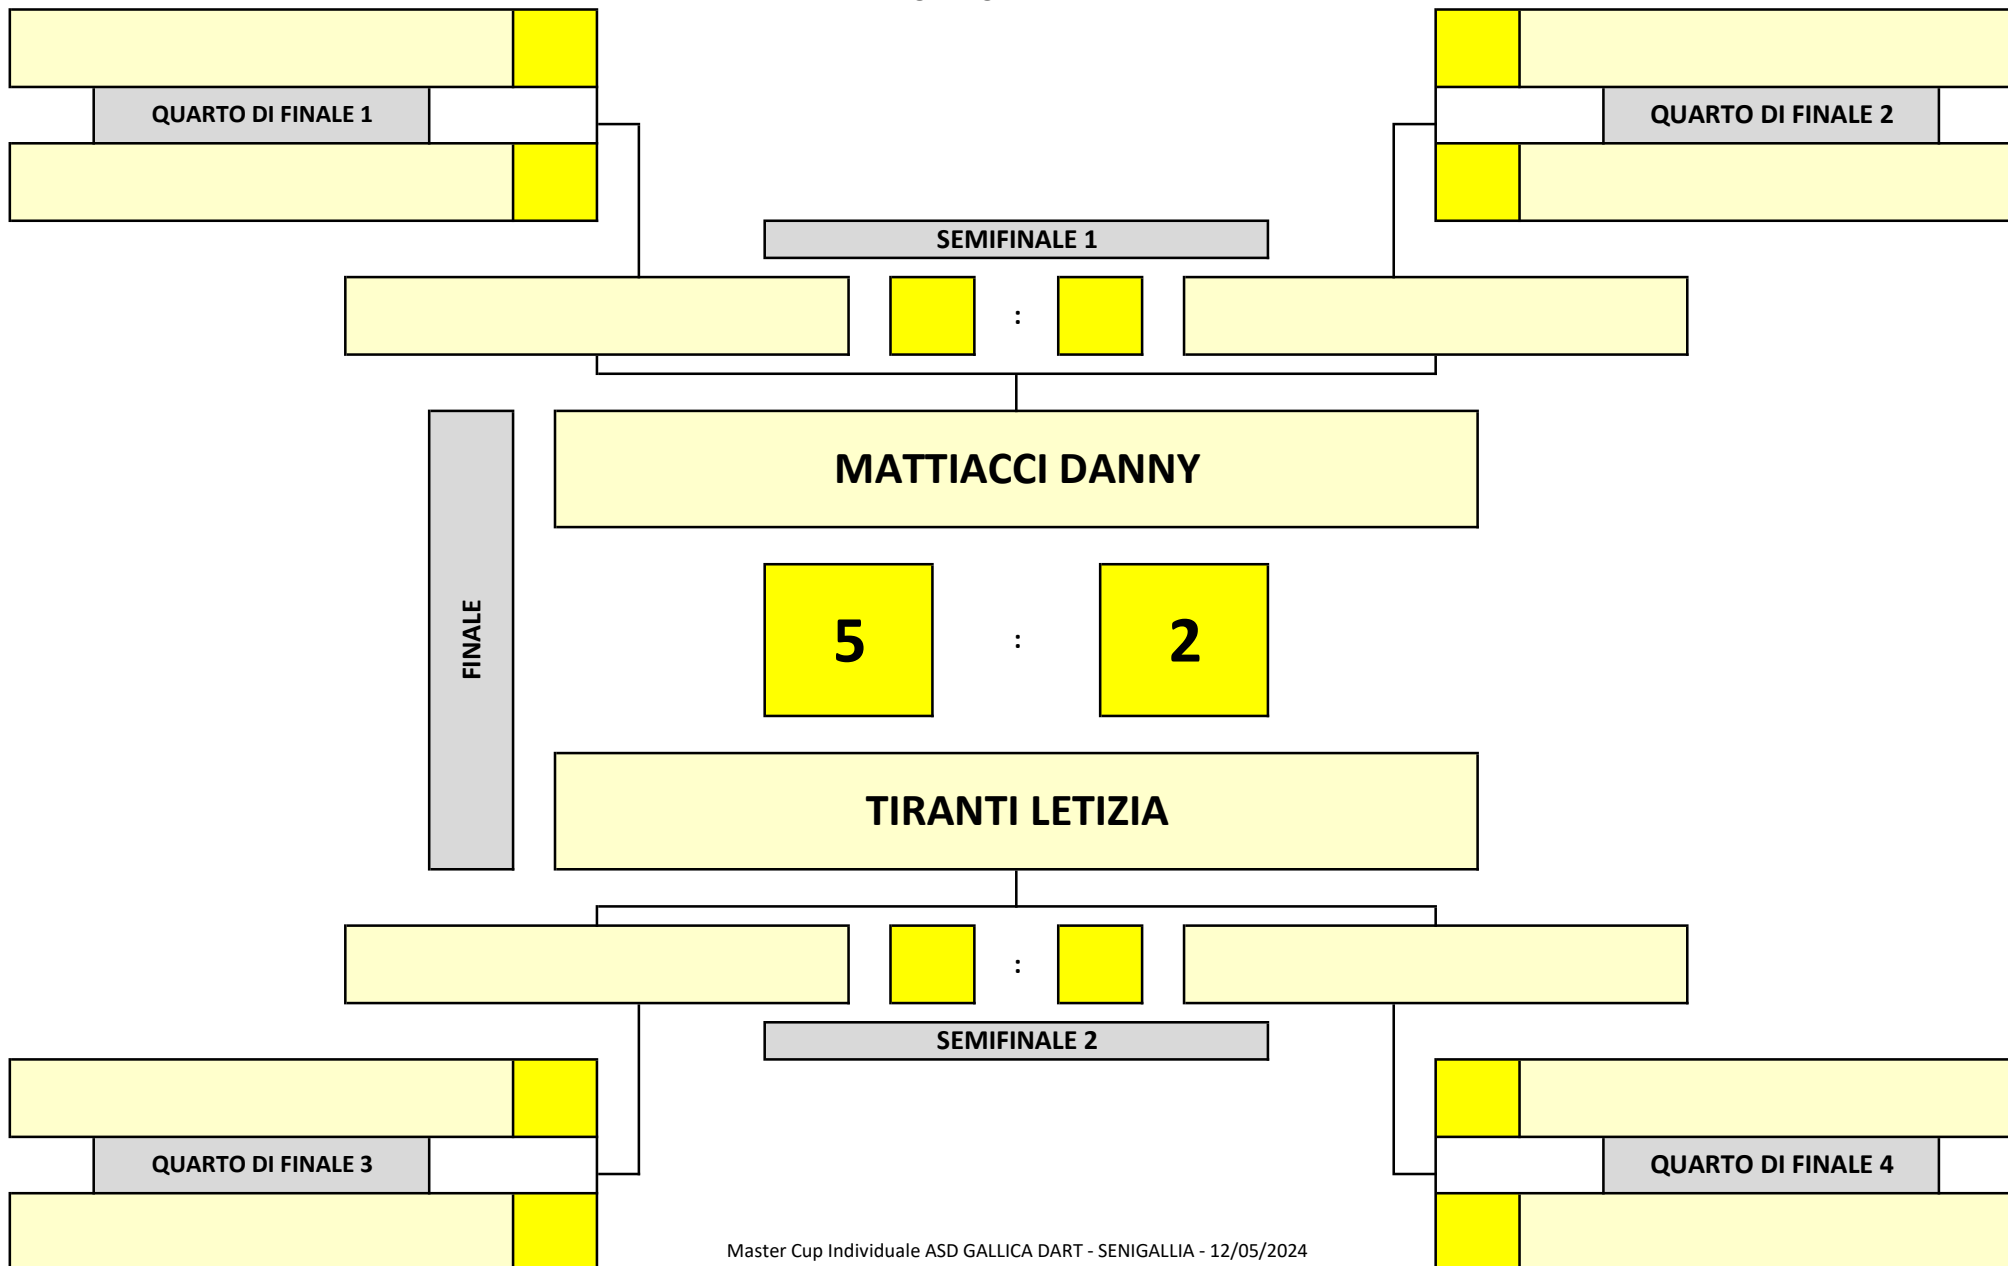 QUARTO DI FINALE 1
QUARTO DI FINALE 2
SEMIFINALE 1
:
MATTIACCI DANNY
FINALE
5 : 2
TIRANTI LETIZIA
:
SEMIFINALE 2
QUARTO DI FINALE 3
QUARTO DI FINALE 4
Master Cup Individuale ASD GALLICA DART - SENIGALLIA - 12/05/2024